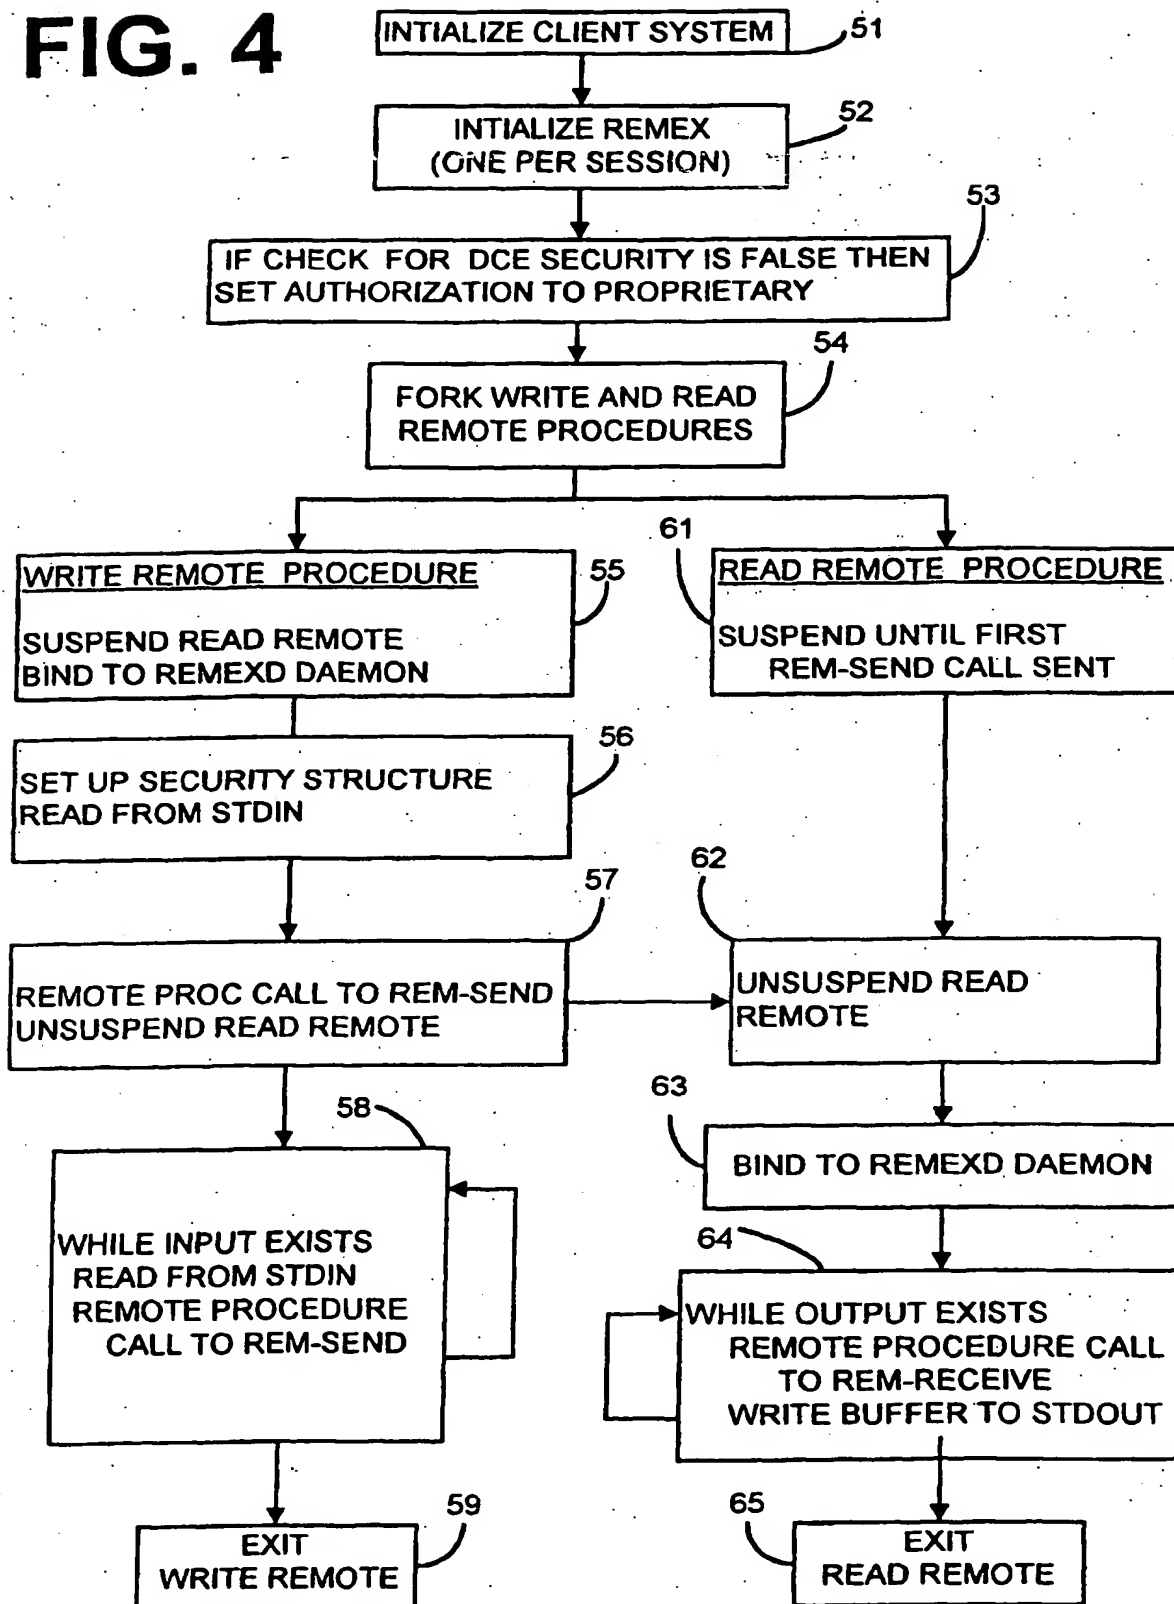 FIG. 4
INTIALIZE CLIENT SYSTEM
51
INTIALIZE REMEX
(ONE PER SESSION)
52
IF CHECK FOR DCE SECURITY IS FALSE THEN
SET AUTHORIZATION TO PROPRIETARY
53
FORK WRITE AND READ
REMOTE PROCEDURES
54
WRITE REMOTE PROCEDURE
SUSPEND READ REMOTE
BIND TO REMEXD DAEMON
55
61
READ REMOTE PROCEDURE
SUSPEND UNTIL FIRST
REM-SEND CALL SENT
SET UP SECURITY STRUCTURE
READ FROM STDIN
56
REMOTE PROC CALL TO REM-SEND
UNSUSPEND READ REMOTE
57
62
UNSUSPEND READ
REMOTE
58
WHILE INPUT EXISTS
READ FROM STDIN
REMOTE PROCEDURE
CALL TO REM-SEND
63
BIND TO REMEXD DAEMON
64
WHILE OUTPUT EXISTS
REMOTE PROCEDURE CALL
TO REM-RECEIVE
WRITE BUFFER TO STDOUT
EXIT
WRITE REMOTE
59
65
EXIT
READ REMOTE